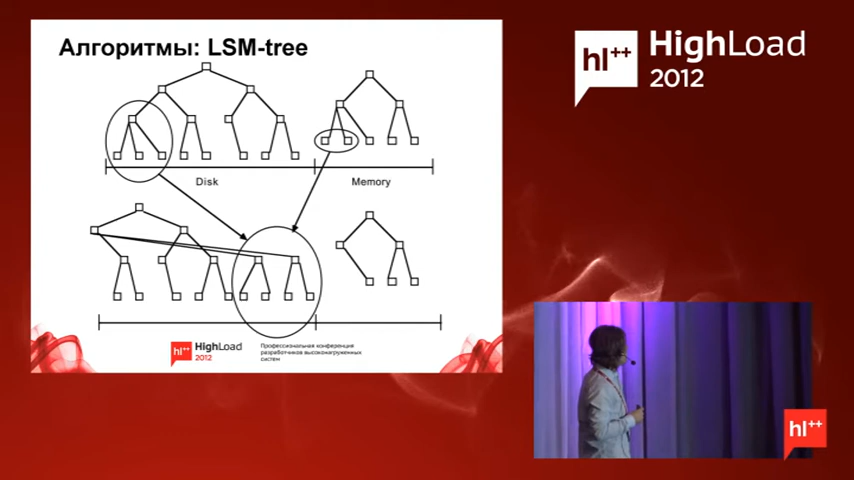 Алгоритмы: LSM-tree
Disk
Memory
hl++
HighLoad
2012
Профессиональная конференция
разработчиков высоконагруженных
систем
hl++
HighLoad
2012
hl++